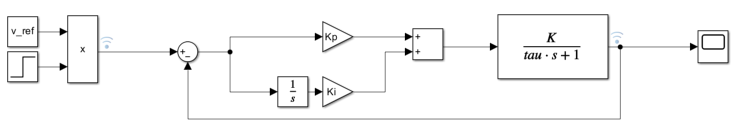 v_ref
x
+
−
Kp
1
s
Ki
+
+
K
tau · s + 1